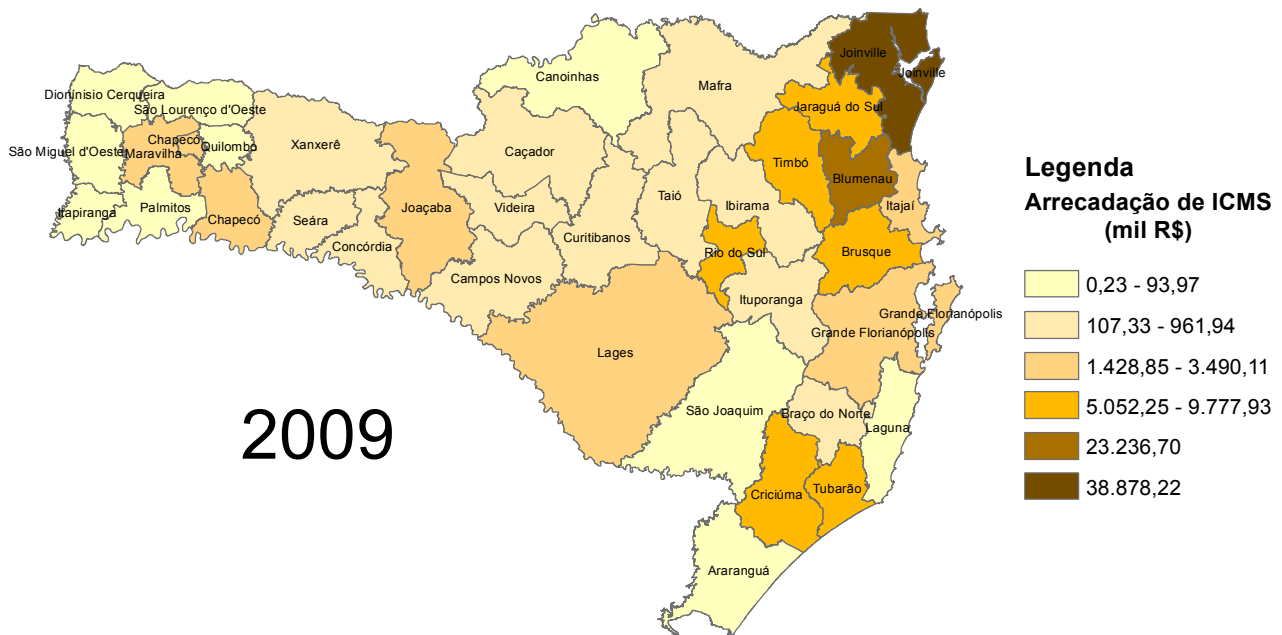 Joinville
Joinville
Canoinhas
Mafra
Dionínisio Cerqueira
São Lourenço d'Oeste
Jaraguá do Sul
Chapecó
Quilombo
Xanxerê
São Miguel d'Oeste
Maravilha
Caçador
Timbó
Blumenau
Palmitos
Itapiranga
Chapecó
Seára
Joaçaba
Videira
Taió
Ibirama
Itajaí
Concórdia
Curitibanos
Rio do Sul
Brusque
Campos Novos
Ituporanga
Grande Florianópolis
Grande Florianópolis
Lages
São Joaquim
Braço do Norte
Laguna
Criciúma
Tubarão
Araranguá
2009
Legenda
Arrecadação de ICMS
(mil R$)
0,23 - 93,97
107,33 - 961,94
1.428,85 - 3.490,11
5.052,25 - 9.777,93
23.236,70
38.878,22